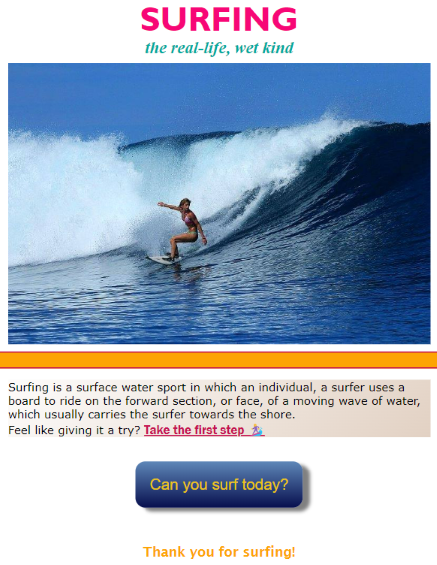 SURFING
the real-life, wet kind
Surfing is a surface water sport in which an individual, a surfer uses a
board to ride on the forward section, or face, of a moving wave of water,
which usually carries the surfer towards the shore.
Feel like giving it a try? Take the first step 🏄
Can you surf today?
Thank you for surfing!